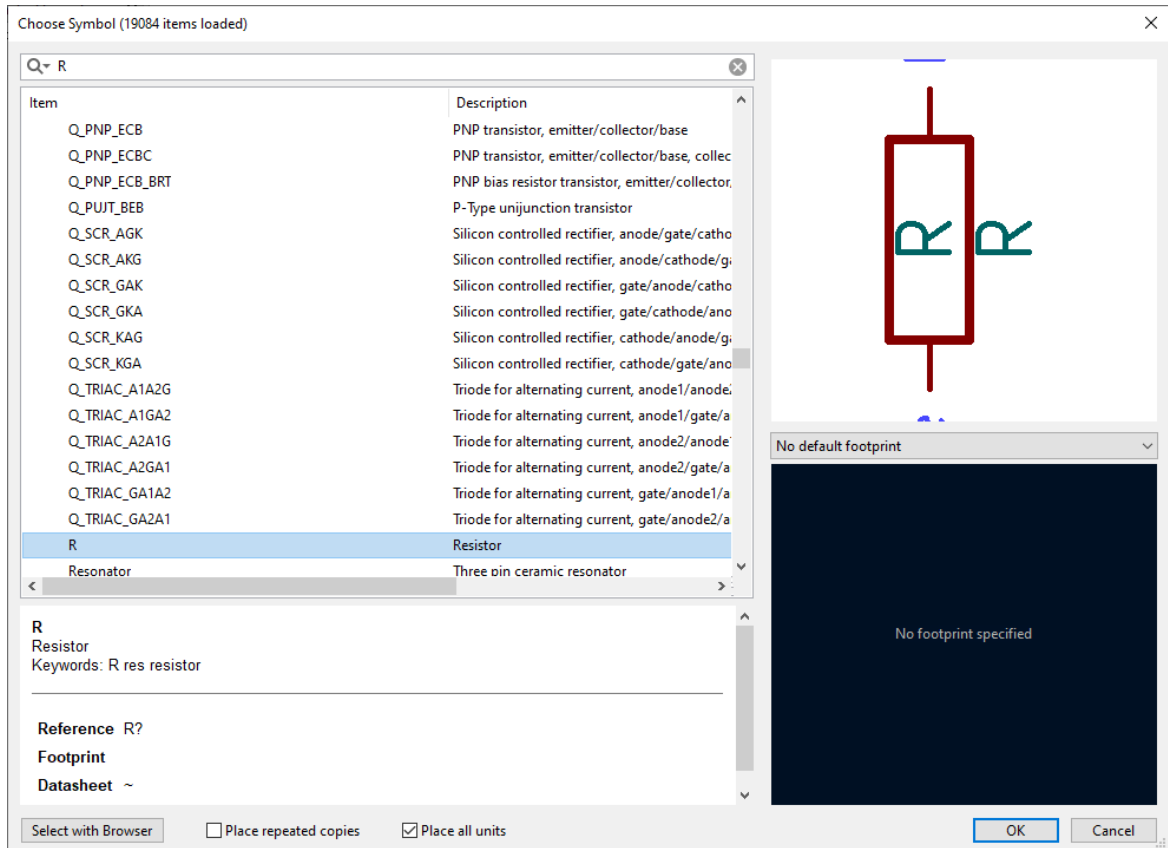 Choose Symbol (19084 items loaded)
R
Item Description
Q_PNP_ECB PNP transistor, emitter/collector/base
Q_PNP_ECBC PNP transistor, emitter/collector/base, collec
Q_PNP_ECB_BRT PNP bias resistor transistor, emitter/collector,
Q_PUJT_BEB P-Type unijunction transistor
Q_SCR_AGK Silicon controlled rectifier, anode/gate/catho
Q_SCR_AKG Silicon controlled rectifier, anode/cathode/ga
Q_SCR_GAK Silicon controlled rectifier, gate/anode/catho
Q_SCR_GKA Silicon controlled rectifier, gate/cathode/ano
Q_SCR_KAG Silicon controlled rectifier, cathode/anode/ga
Q_SCR_KGA Silicon controlled rectifier, cathode/gate/ano
Q_TRIAC_A1A2G Triode for alternating current, anode1/anode2
Q_TRIAC_A1GA2 Triode for alternating current, anode1/gate/a
Q_TRIAC_A2A1G Triode for alternating current, anode2/anode1
Q_TRIAC_A2GA1 Triode for alternating current, anode2/gate/a
Q_TRIAC_GA1A2 Triode for alternating current, gate/anode1/a
Q_TRIAC_GA2A1 Triode for alternating current, gate/anode2/a
R Resistor
Resonator Three pin ceramic resonator
R
Resistor
Keywords: R res resistor
Reference R?
Footprint
Datasheet ~
R R
No default footprint
No footprint specified
Select with Browser Place repeated copies Place all units OK Cancel